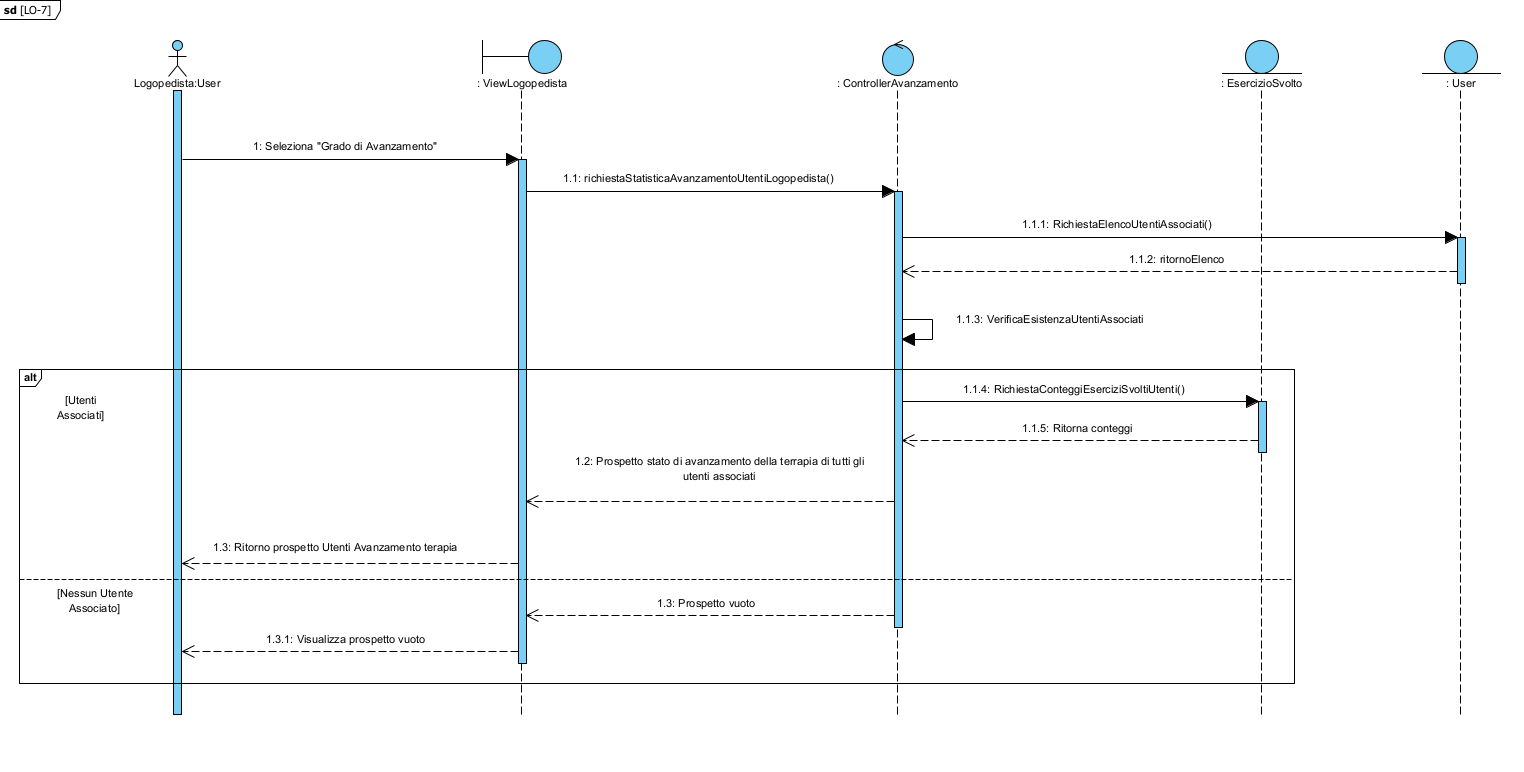 sd [LO-7]
Logopedista:User
: ViewLogopedista
: ControllerAvanzamento
: EsercizioSvolto
: User
1: Seleziona "Grado di Avanzamento"
1.1: richiestaStatisticaAvanzamentoUtentiLogopedista()
1.1.1: RichiestaElencoUtentiAssociati()
1.1.2: ritornoElenco
1.1.3: VerificaEsistenzaUtentiAssociati
alt
[Utenti
Associati]
1.1.4: RichiestaConteggiEserciziSvoltiUtenti()
1.1.5: Ritorna conteggi
1.2: Prospetto stato di avanzamento della terrapia di tutti gli
utenti associati
1.3: Ritorno prospetto Utenti Avanzamento terapia
[Nessun Utente
Associato]
1.3: Prospetto vuoto
1.3.1: Visualizza prospetto vuoto